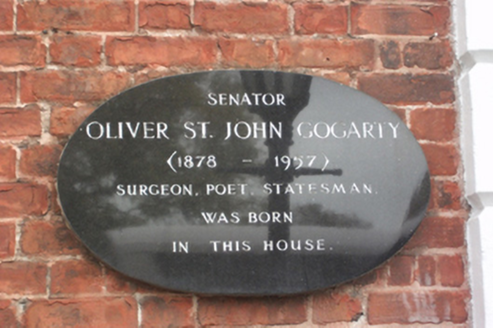 SENATOR
OLIVER ST. JOHN GOGARTY
(1878 - 1957)
SURGEON, POET, STATESMAN,
WAS BORN
IN THIS HOUSE.